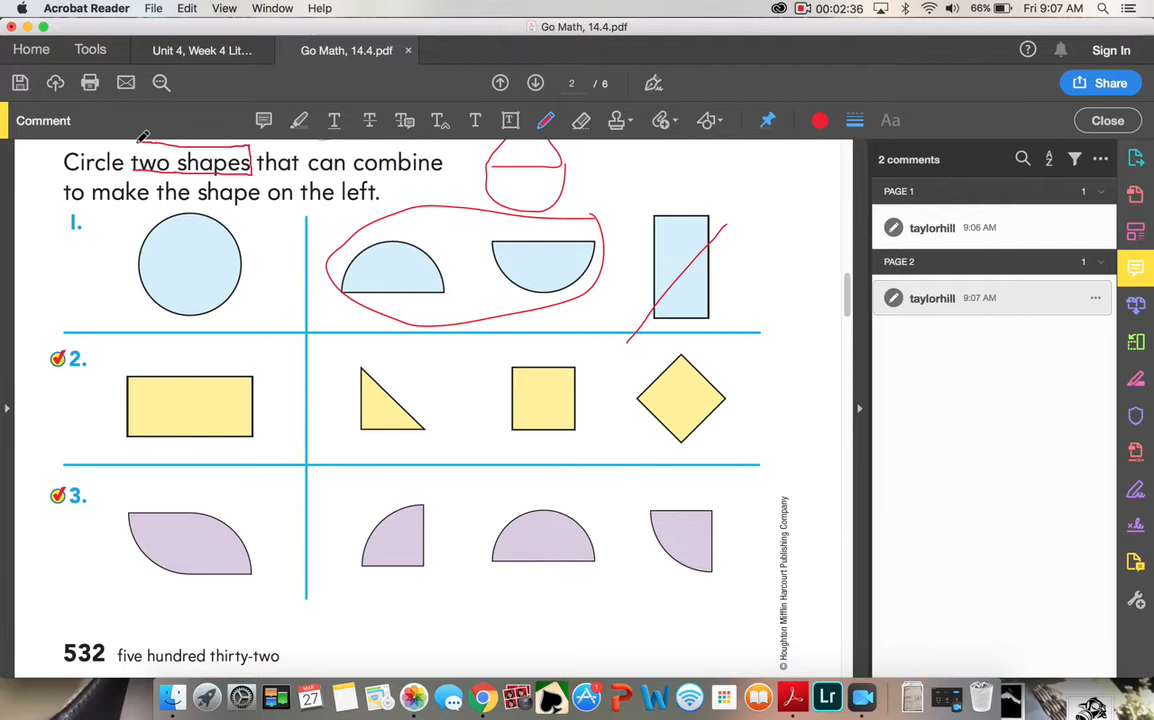 Acrobat Reader File Edit View Window Help 00:02:36 66% Fri 9:07 AM
Go Math, 14.4.pdf
Home Tools Unit 4, Week 4 Lit... Go Math, 14.4.pdf × Sign In
2 / 6 Share
Comment Aa Close
2 comments
PAGE 1 1
taylorhill 9:06 AM
PAGE 2 1
taylorhill 9:07 AM
Circle two shapes that can combine
to make the shape on the left.
1.
2.
3.
© Houghton Mifflin Harcourt Publishing Company
532 five hundred thirty-two
MAR
27
Lr